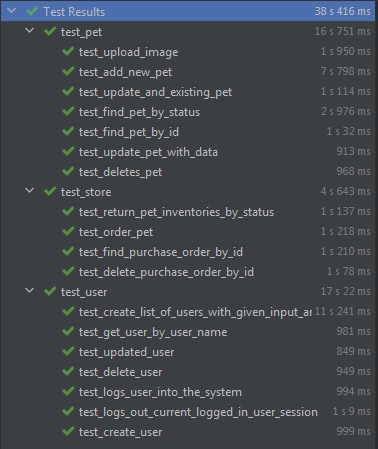 Test Results 38 s 416 ms
test_pet 16 s 751 ms
test_upload_image 1 s 950 ms
test_add_new_pet 7 s 798 ms
test_update_and_existing_pet 1 s 114 ms
test_find_pet_by_status 2 s 976 ms
test_find_pet_by_id 1 s 32 ms
test_update_pet_with_data 913 ms
test_deletes_pet 968 ms
test_store 4 s 643 ms
test_return_pet_inventories_by_status 1 s 137 ms
test_order_pet 1 s 218 ms
test_find_purchase_order_by_id 1 s 210 ms
test_delete_purchase_order_by_id 1 s 78 ms
test_user 17 s 22 ms
test_create_list_of_users_with_given_input_ar 11 s 241 ms
test_get_user_by_user_name 981 ms
test_updated_user 849 ms
test_delete_user 949 ms
test_logs_user_into_the_system 994 ms
test_logs_out_current_logged_in_user_session 1 s 9 ms
test_create_user 999 ms